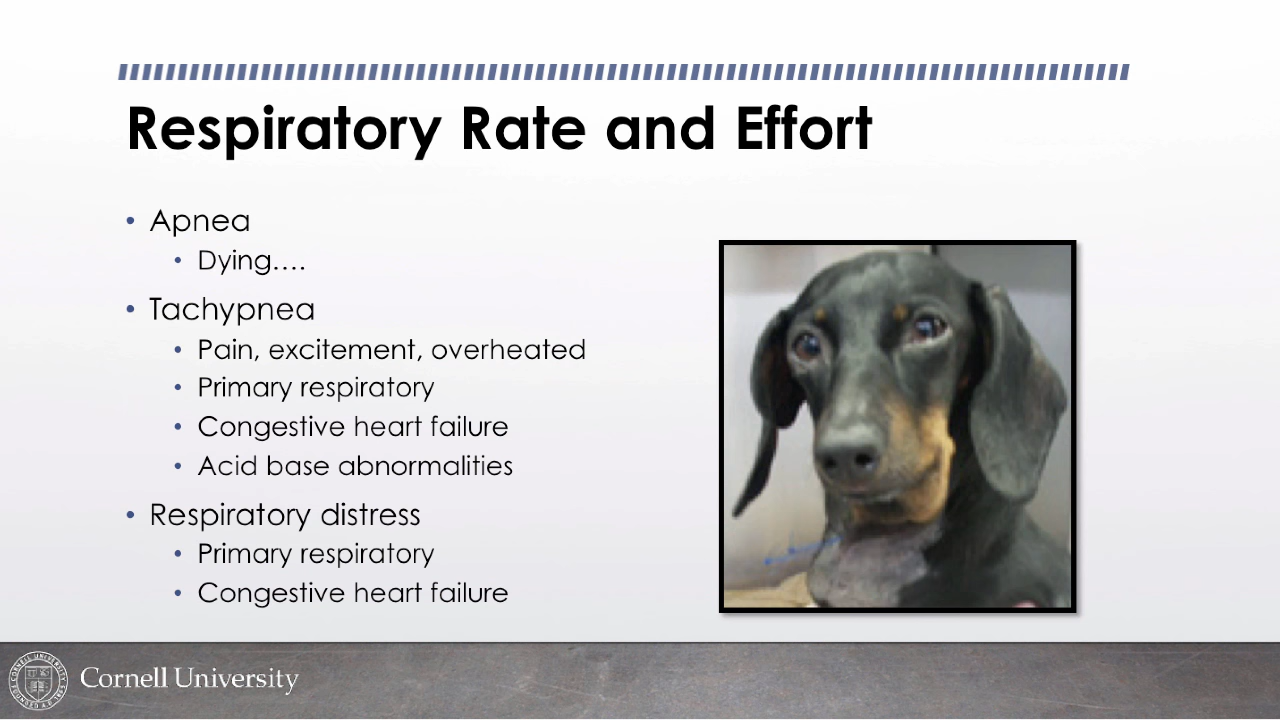 Respiratory Rate and Effort
• Apnea
• Dying....
• Tachypnea
• Pain, excitement, overheated
• Primary respiratory
• Congestive heart failure
• Acid base abnormalities
• Respiratory distress
• Primary respiratory
• Congestive heart failure
Cornell University